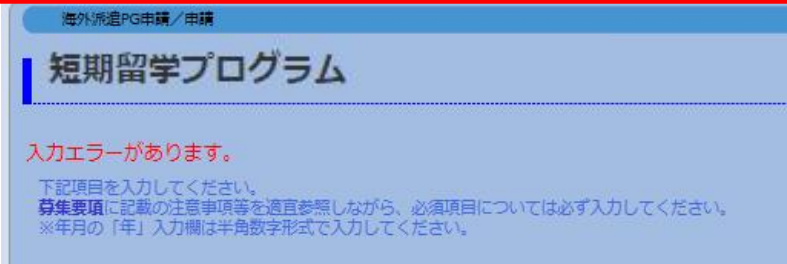 海外派遣PG申請／申請
短期留学プログラム
入力エラーがあります。
下記項目を入力してください。
募集要項に記載の注意事項等を適宜参照しながら、必須項目については必ず入力してください。
※年月の「年」入力欄は半角数字形式で入力してください。